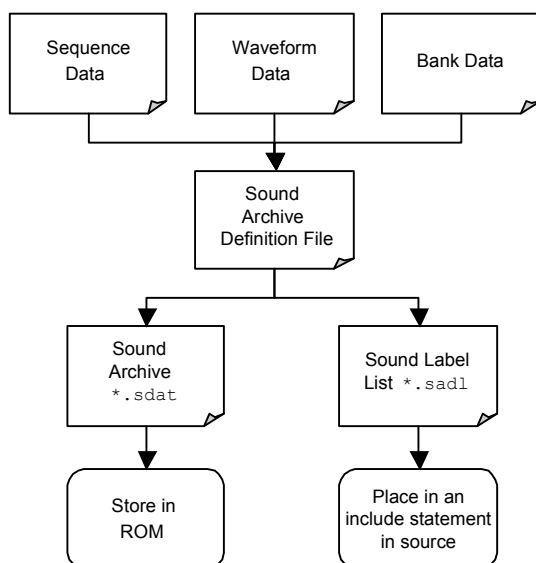 Sequence
Data
Waveform
Data
Bank Data
Sound
Archive
Definition File
Sound
Archive
*.sdat
Sound Label
List *.sadl
Store in
ROM
Place in an
include statement
in source